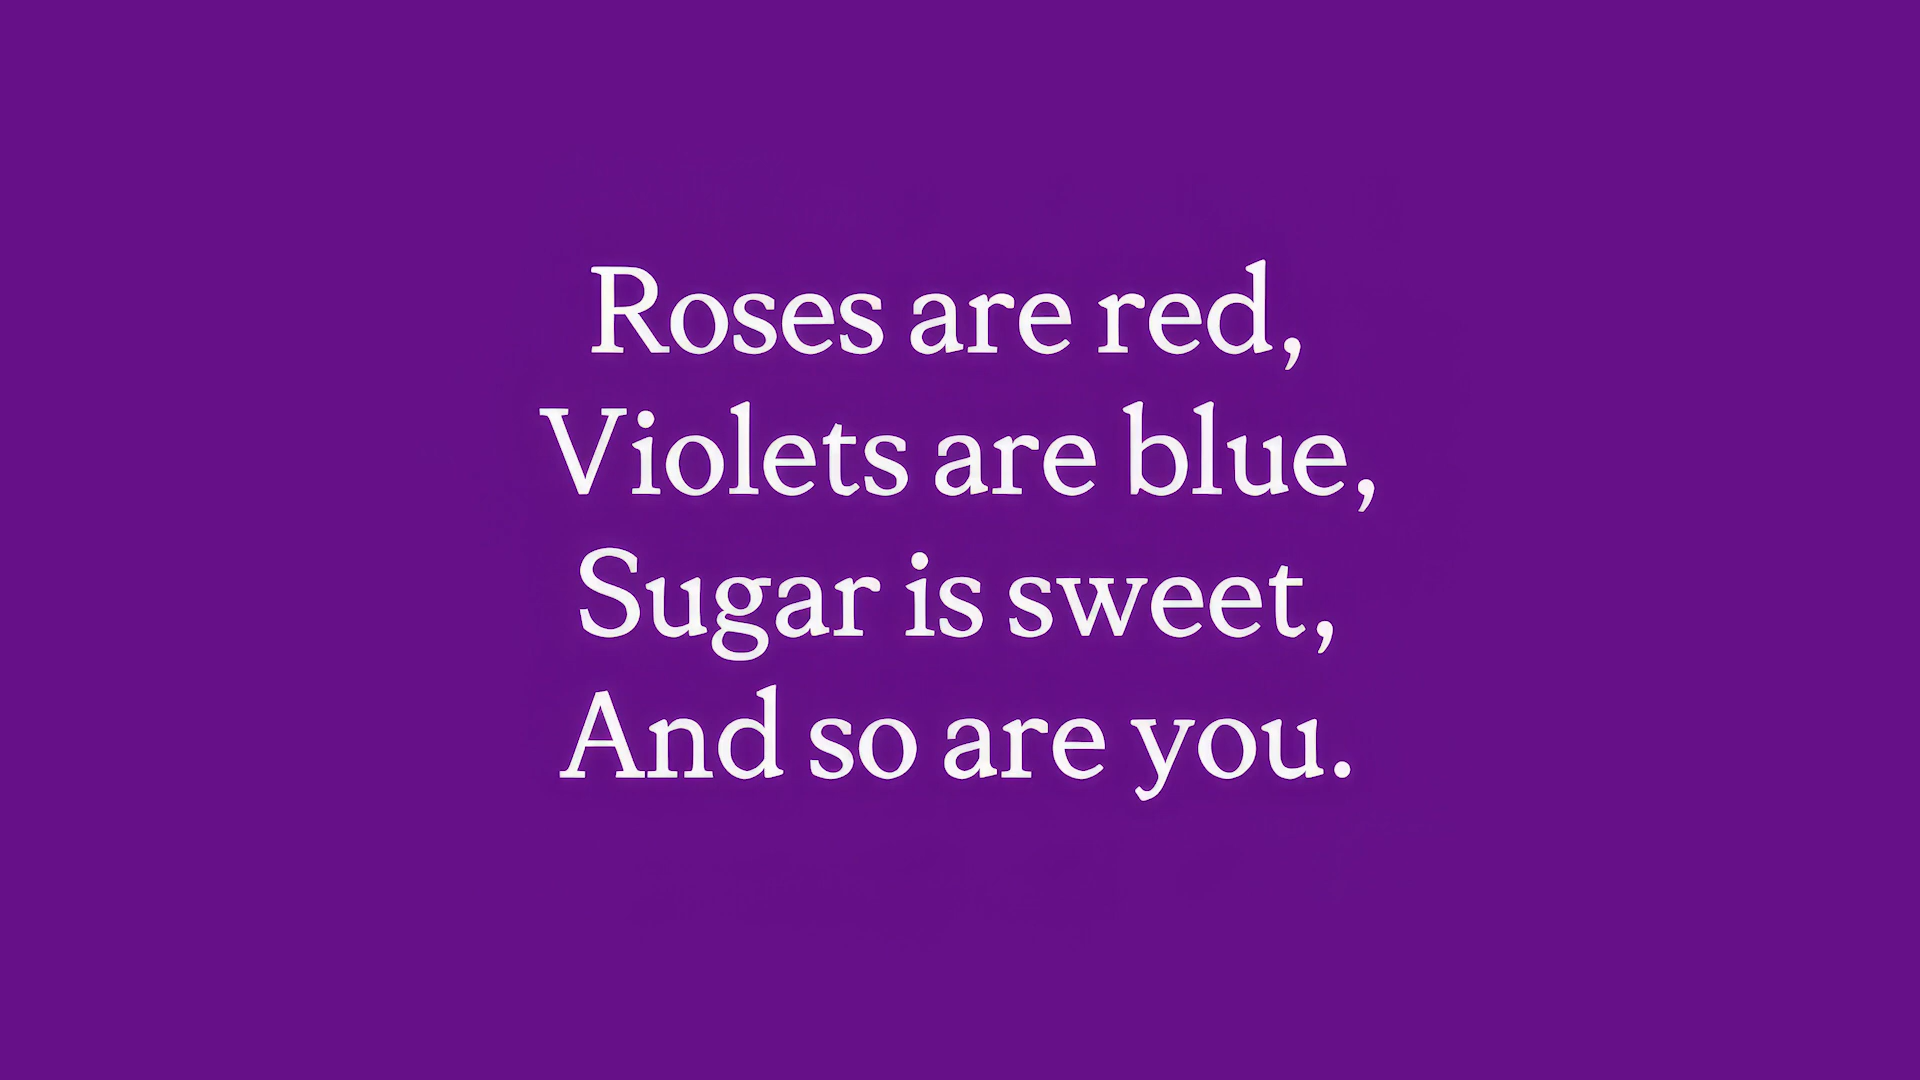 Roses are red,
Violets are blue,
Sugar is sweet,
And so are you.